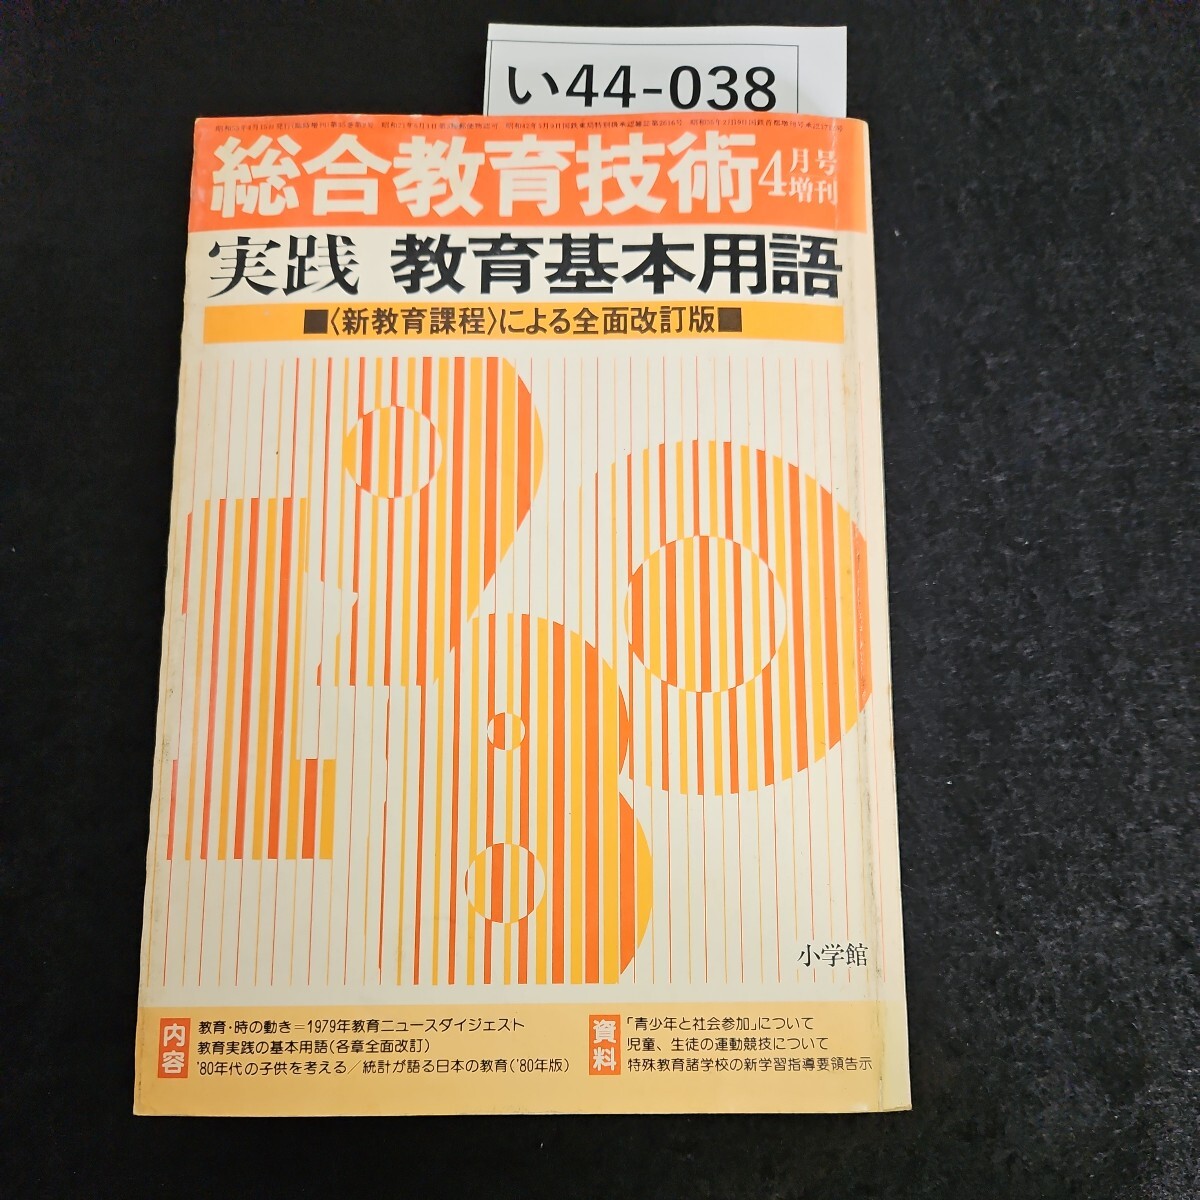 い44-038
総合教育技術4月号増刊
実践 教育基本用語
■〈新教育課程〉による全面改訂版■
小学館
内容
教育・時の動き=1979年教育ニュースダイジェスト
教育実践の基本用語(各章全面改訂)
'80年代の子供を考える/統計が語る日本の教育('80年版)
資料
「青少年と社会参加」について
児童、生徒の運動競技について
特殊教育諸学校の新学習指導要領告示